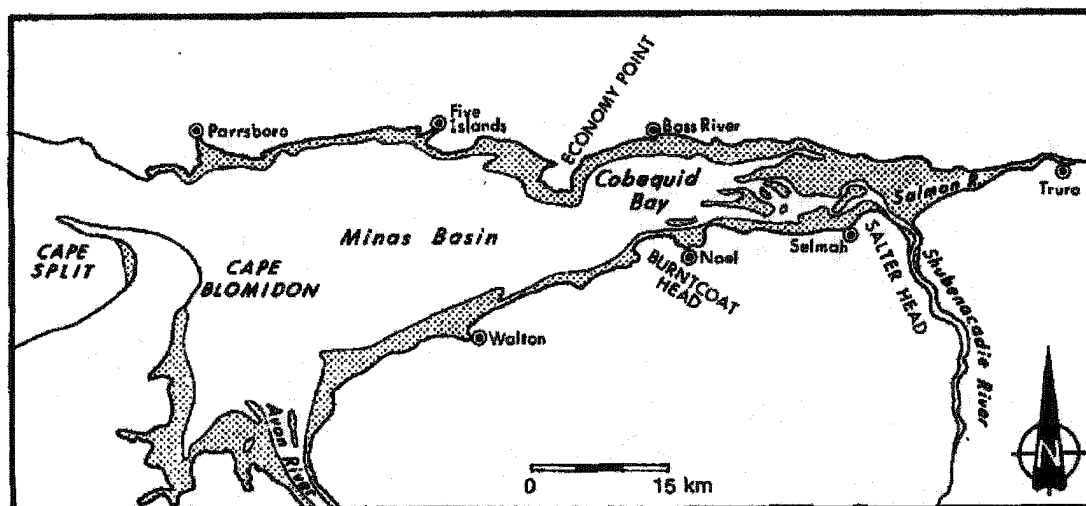 ECONOMY POINT
Parrsboro
Five
Islands
Bass River
Cobequid
Bay
Salmon R.
Truro
CAPE
SPLIT
CAPE
BLOMIDON
Minas Basin
BURNTCOAT
HEAD
Noel
Selmah
SALTER HEAD
Shubenacadie River
Walton
Avon River
0 15 km
N